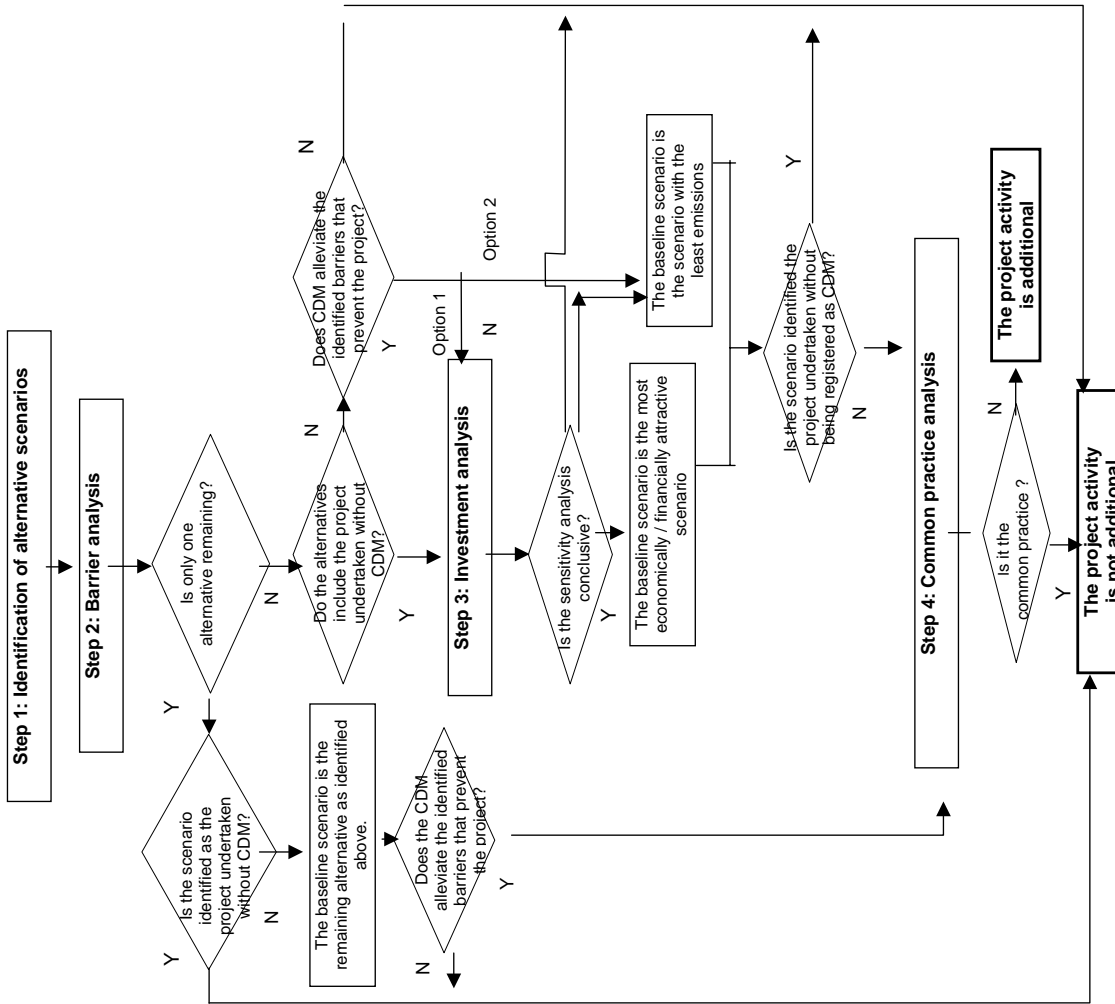 Step 1: Identification of alternative scenarios
Step 2: Barrier analysis
Is only one
alternative remaining?
Y
N
Is the scenario
identified as the
project undertaken
without CDM?
Y
N
The baseline scenario is the
remaining alternative as identified
above.
Does the CDM
alleviate the identified
barriers that prevent
the project?
N
Y
Do the alternatives
include the project
undertaken without
CDM?
N
Y
Does CDM alleviate the
identified barriers that
prevent the project?
N
Y
Option 1
Option 2
Step 3: Investment analysis
N
Is the sensitivity analysis
conclusive?
Y
The baseline scenario is the most
economically / financially attractive
scenario
The baseline scenario is
the scenario with the
least emissions
Is the scenario identified the
project undertaken without
being registered as CDM?
Y
N
Step 4: Common practice analysis
Is it the
common practice ?
N
Y
The project activity
is additional
The project activity
is not additional